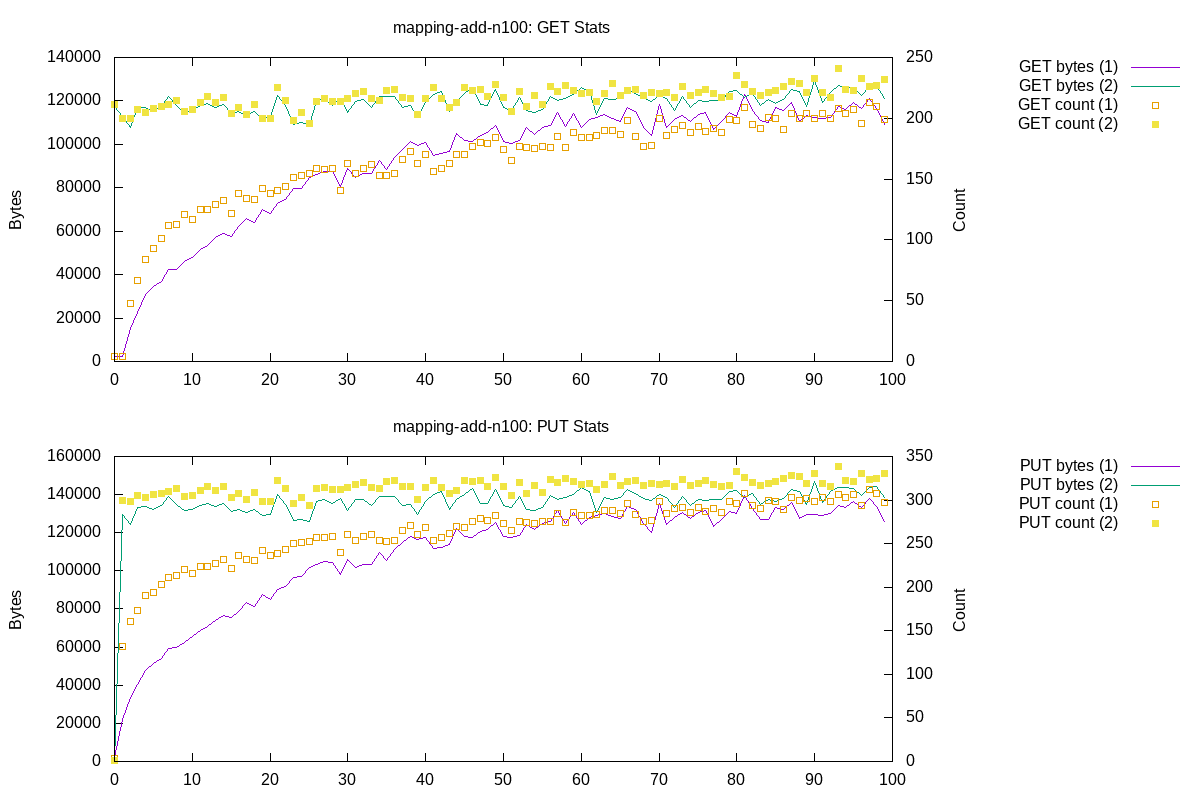 mapping-add-n100: GET Stats
140000
120000
100000
80000
60000
40000
20000
0
Bytes
250
200
150
100
50
0
Count
0 10 20 30 40 50 60 70 80 90 100
GET bytes (1)
GET bytes (2)
GET count (1)
GET count (2)
mapping-add-n100: PUT Stats
160000
140000
120000
100000
80000
60000
40000
20000
0
Bytes
350
300
250
200
150
100
50
0
Count
0 10 20 30 40 50 60 70 80 90 100
PUT bytes (1)
PUT bytes (2)
PUT count (1)
PUT count (2)